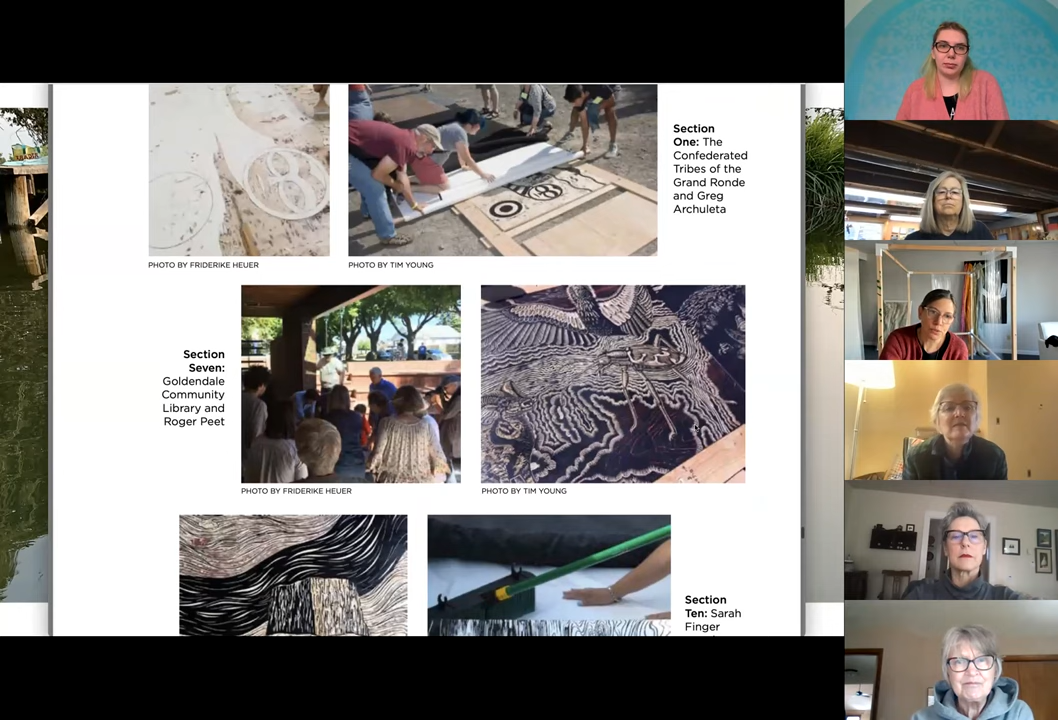 Section
One: The
Confederated
Tribes of the
Grand Ronde
and Greg
Archuleta
PHOTO BY FRIDERIKE HEUER
PHOTO BY TIM YOUNG
Section
Seven:
Goldendale
Community
Library and
Roger Peet
PHOTO BY FRIDERIKE HEUER
PHOTO BY TIM YOUNG
Section
Ten: Sarah
Finger